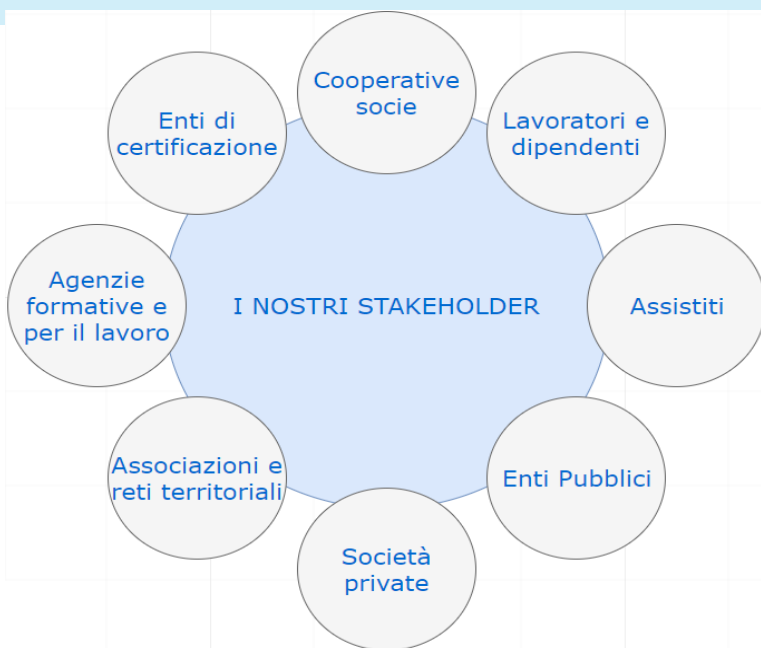 Cooperative
socie
Enti di
certificazione
Lavoratori e
dipendenti
Agenzie
formative e
per il lavoro
I NOSTRI STAKEHOLDER
Assistiti
Associazioni e
reti territoriali
Enti Pubblici
Società
private